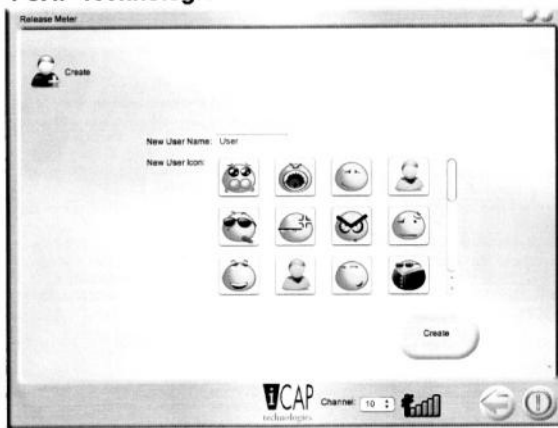 Release Meter
Create
New User Name: User
New User Icon:
Create
iCAP
technologies
Channel: 10